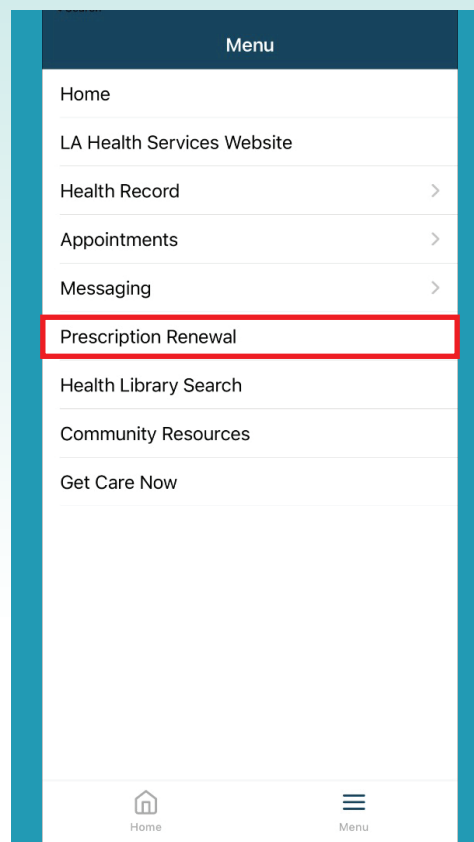 Menu
Home
LA Health Services Website
Health Record
Appointments
Messaging
Prescription Renewal
Health Library Search
Community Resources
Get Care Now
Home
Menu